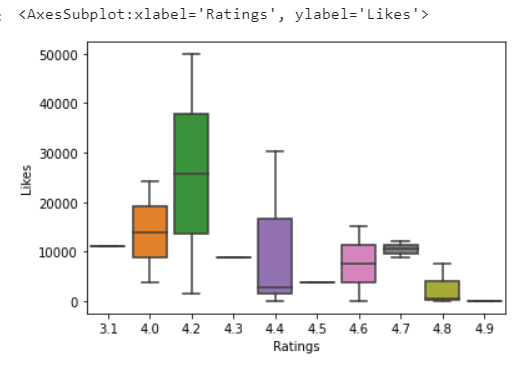 <AxesSubplot:xlabel='Ratings', ylabel='Likes'>
50000
40000
30000
20000
10000
0
Likes
3.1 4.0 4.2 4.3 4.4 4.5 4.6 4.7 4.8 4.9
Ratings